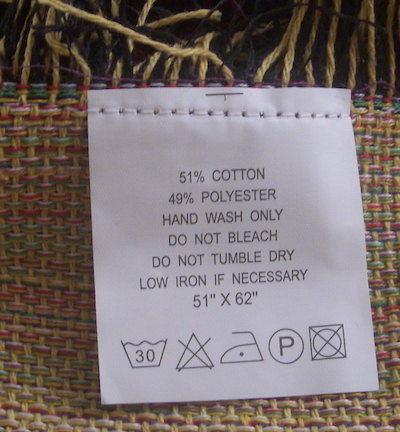 51% COTTON
49% POLYESTER
HAND WASH ONLY
DO NOT BLEACH
DO NOT TUMBLE DRY
LOW IRON IF NECESSARY
51" X 62"
30 P